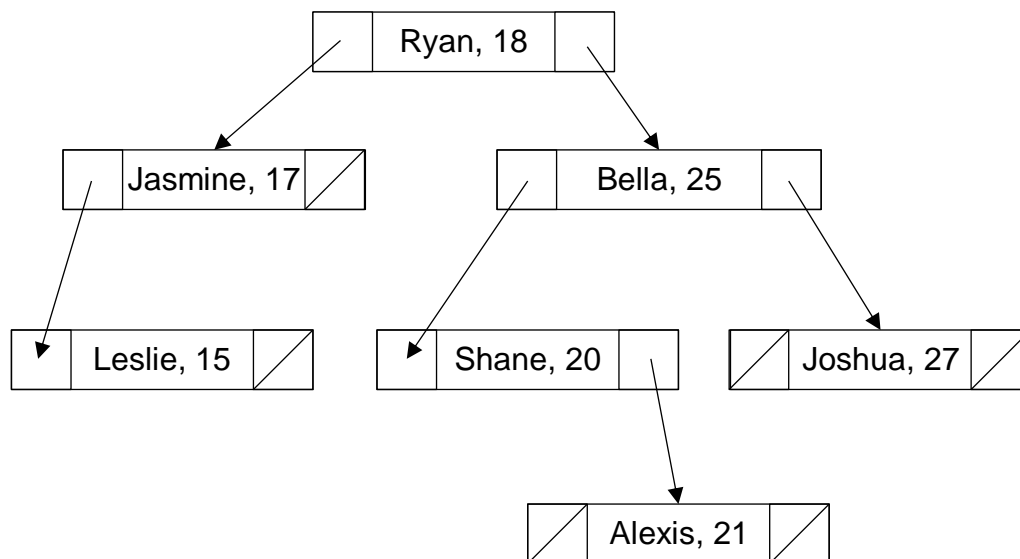 Ryan, 18
Jasmine, 17
Bella, 25
Leslie, 15
Shane, 20
Joshua, 27
Alexis, 21